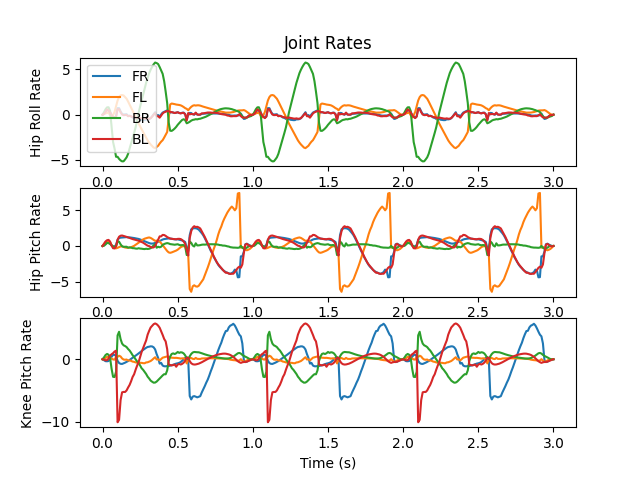 Joint Rates
Hip Roll Rate
5
0
−5
FR
FL
BR
BL
0.0 0.5 1.0 1.5 2.0 2.5 3.0
Hip Pitch Rate
5
0
−5
0.0 0.5 1.0 1.5 2.0 2.5 3.0
Knee Pitch Rate
0
−10
0.0 0.5 1.0 1.5 2.0 2.5 3.0
Time (s)